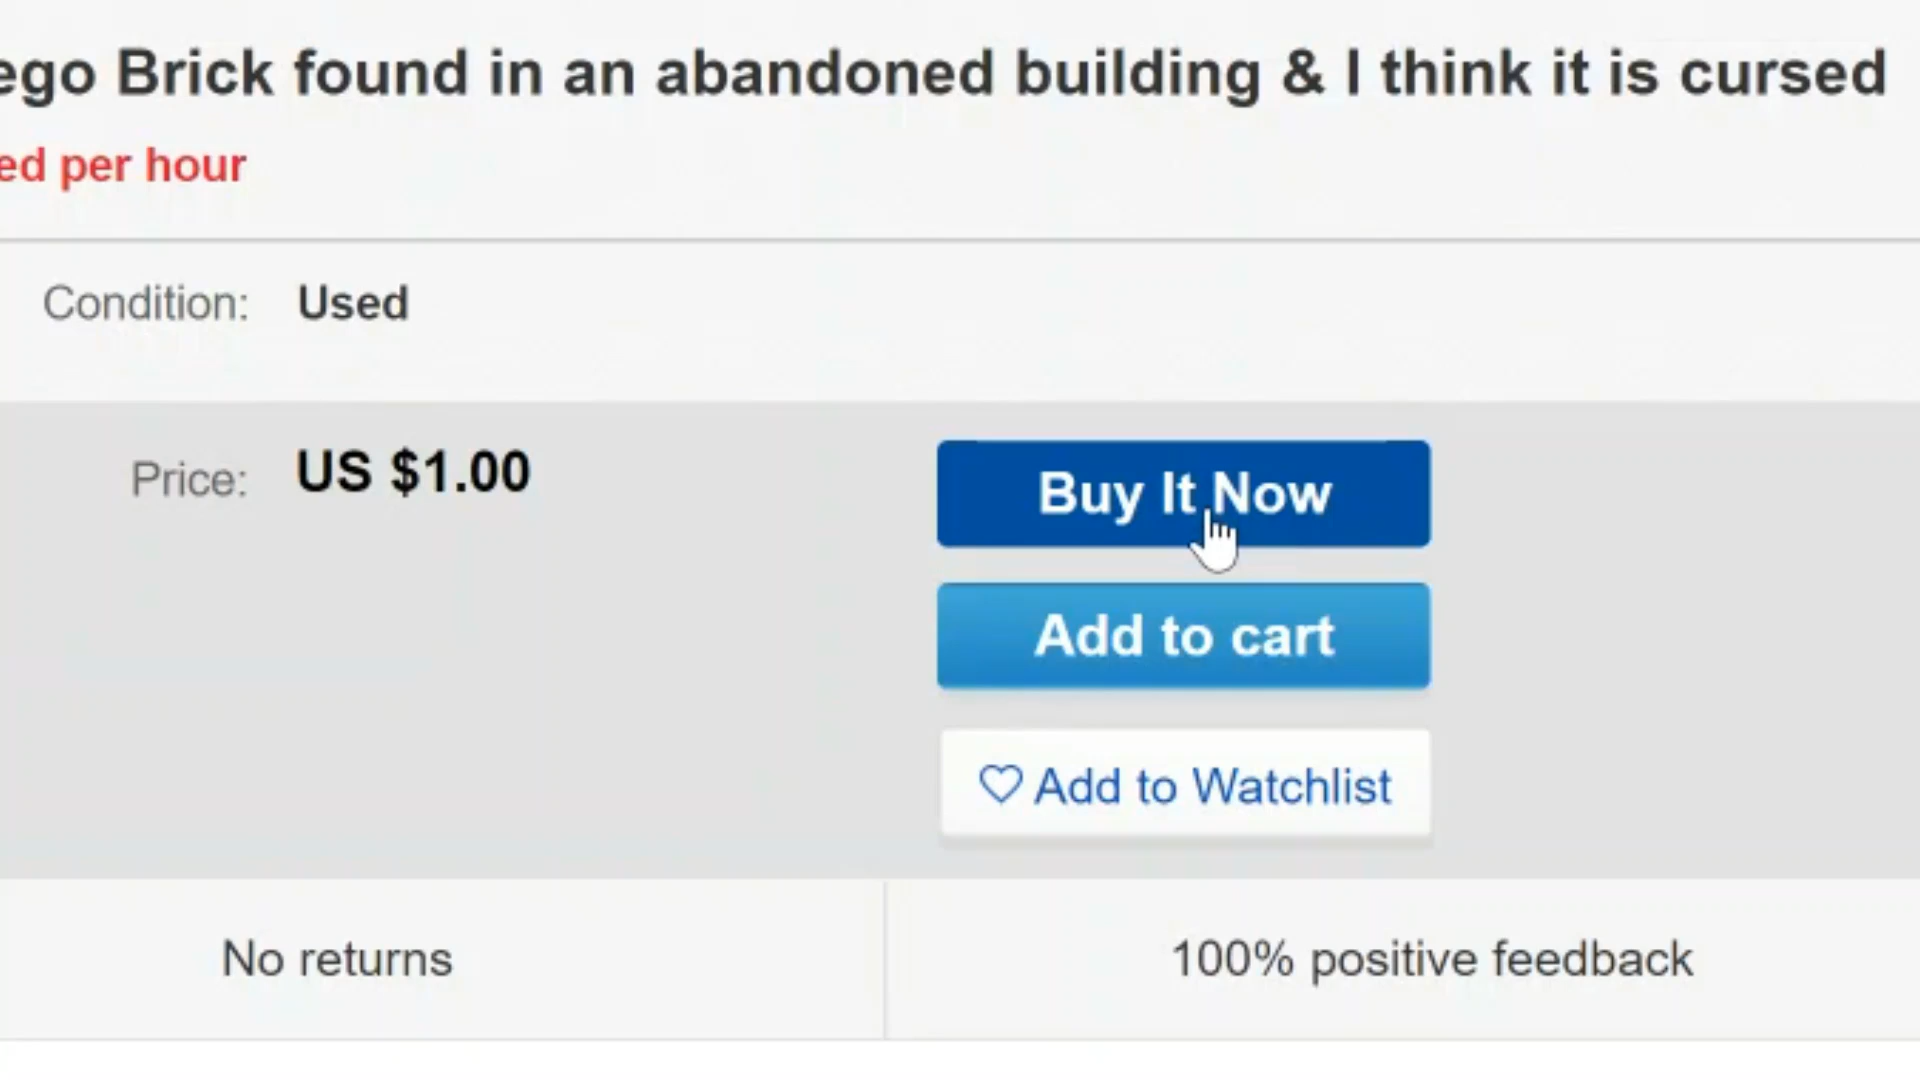 ego Brick found in an abandoned building & I think it is cursed
ed per hour
Condition: Used
Price: US $1.00
Buy It Now
Add to cart
Add to Watchlist
No returns
100% positive feedback